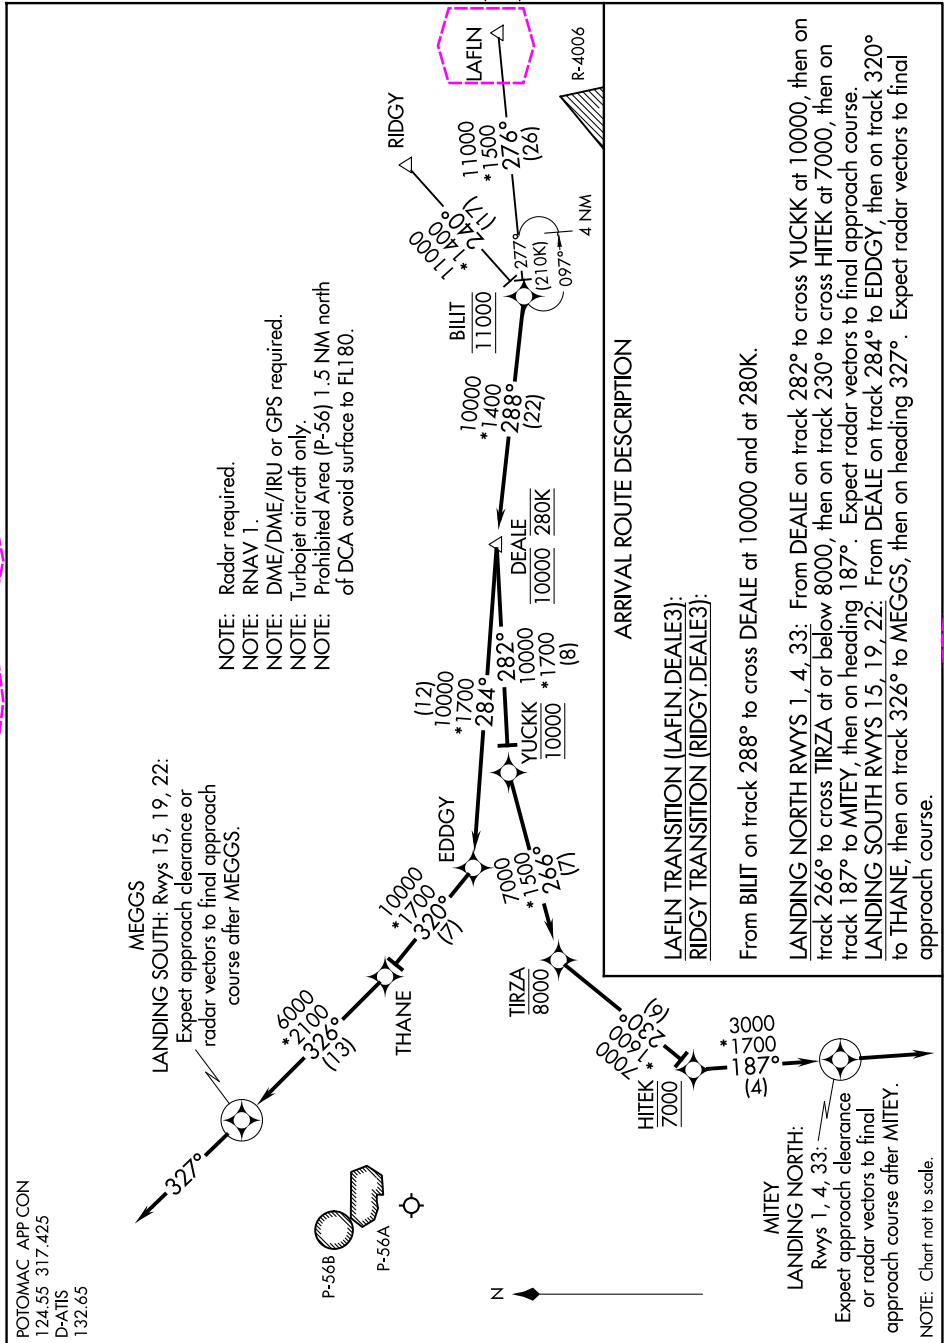 POTOMAC APP CON
124.55 317.425
D-ATIS
132.65
MEGGS
LANDING SOUTH: Rwys 15, 19, 22:
Expect approach clearance or
radar vectors to final approach
course after MEGGS.
NOTE: Radar required.
NOTE: RNAV 1.
NOTE: DME/DME/IRU or GPS required.
NOTE: Turbojet aircraft only.
NOTE: Prohibited Area (P-56) 1.5 NM north
of DCA avoid surface to FL180.
327°
6000
*2100
326°
(13)
THANE
10000
*1700
320°
(7)
EDDGY
(12)
10000
*1700
284°
282°
10000
*1700
(8)
YUCKK
10000
DEALE
10000 280K
10000
*1400
288°
(22)
BILIT
11000
11000
*1400
240°
(17)
RIDGY
LAFLN
11000
*1500
276°
(26)
277°
(210K)
097°
4 NM
R-4006
7000
*1500
266°
(7)
TIRZA
8000
7000
*1600
230°
(6)
HITEK
7000
3000
*1700
187°
(4)
P-56B
P-56A
N
MITEY
LANDING NORTH:
Rwys 1, 4, 33:
Expect approach clearance
or radar vectors to final
approach course after MITEY.
NOTE: Chart not to scale.
ARRIVAL ROUTE DESCRIPTION
LAFLN TRANSITION (LAFLN.DEALE3):
RIDGY TRANSITION (RIDGY.DEALE3):
From BILIT on track 288° to cross DEALE at 10000 and at 280K.
LANDING NORTH RWYS 1, 4, 33: From DEALE on track 282° to cross YUCKK at 10000, then on
track 266° to cross TIRZA at or below 8000, then on track 230° to cross HITEK at 7000, then on
track 187° to MITEY, then on heading 187°. Expect radar vectors to final approach course.
LANDING SOUTH RWYS 15, 19, 22: From DEALE on track 284° to EDDGY, then on track 320°
to THANE, then on track 326° to MEGGS, then on heading 327°. Expect radar vectors to final
approach course.